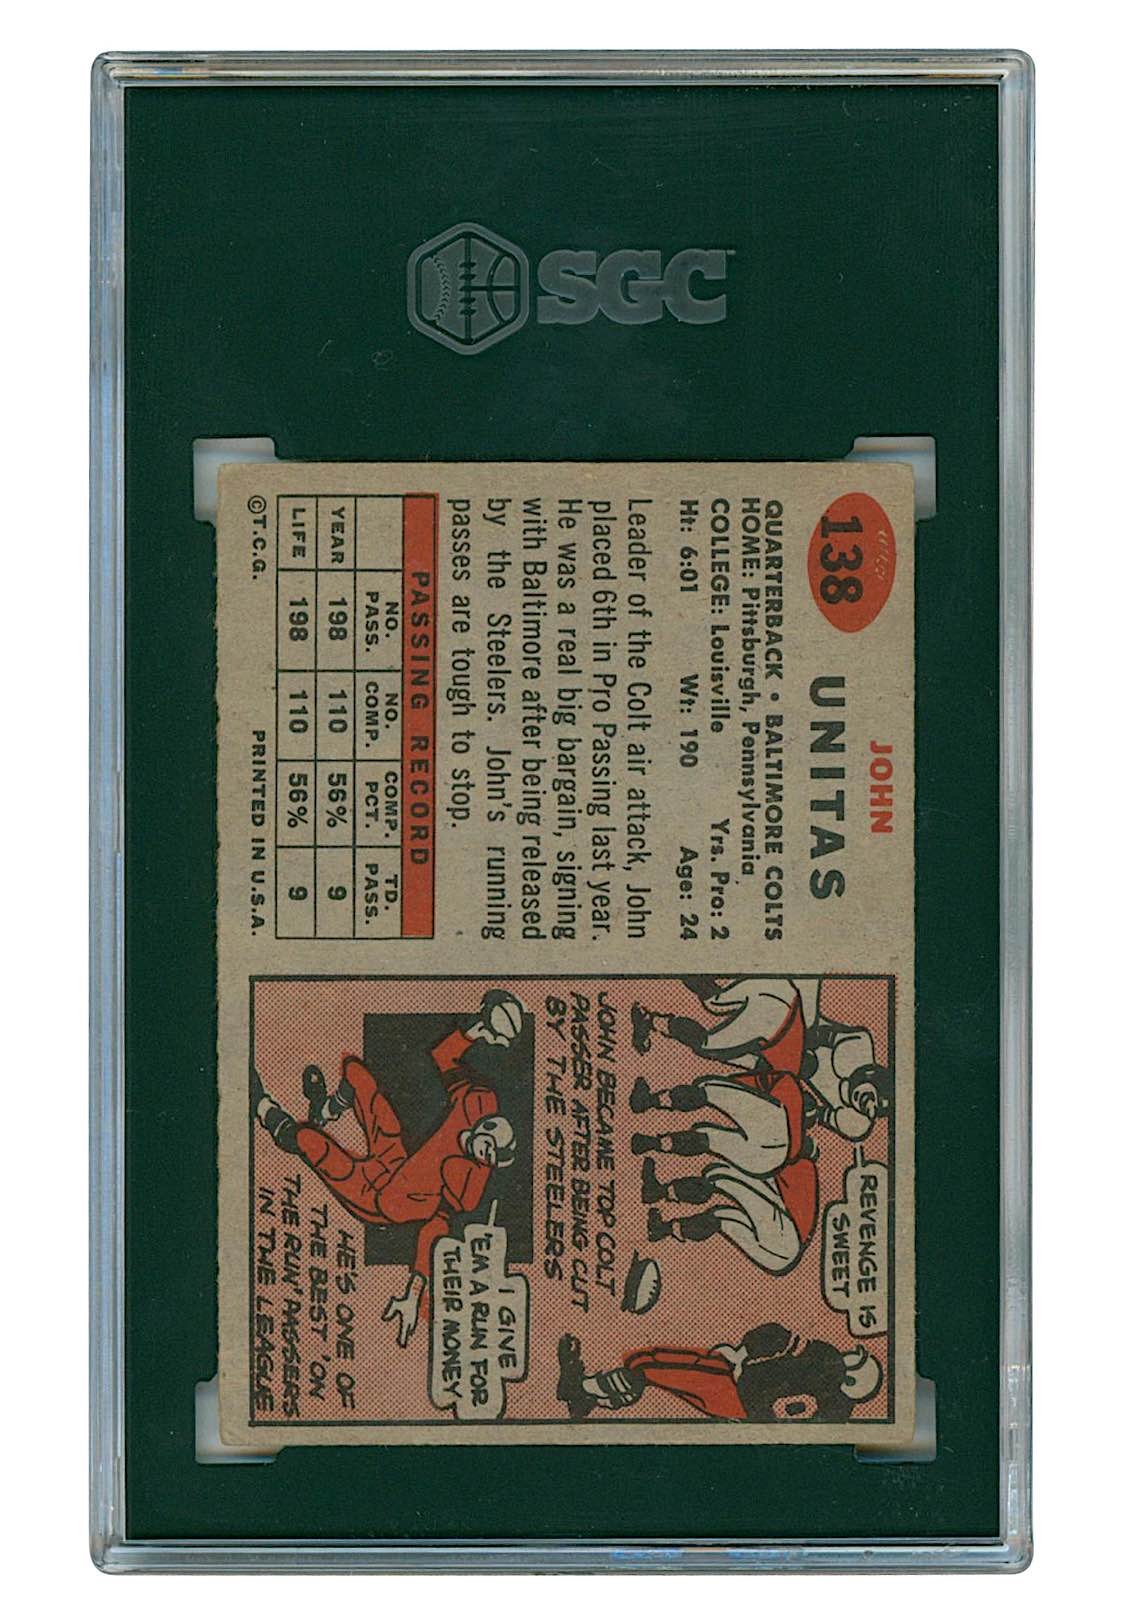 SGC
138
JOHN
UNITAS
QUARTERBACK • BALTIMORE COLTS
HOME: Pittsburgh, Pennsylvania
COLLEGE: Louisville Yrs. Pro: 2
Ht: 6:01 Wt: 190 Age: 24
Leader of the Colt air attack, John
placed 6th in Pro Passing last year.
He was a real big bargain, signing
with Baltimore after being released
by the Steelers. John's running
passes are tough to stop.
PASSING RECORD
NO. PASS. NO. COMP. COMP. PCT. TD. PASS.
YEAR 198 110 56% 9
LIFE 198 110 56% 9
©T.C.G. PRINTED IN U.S.A.
REVENGE IS
SWEET
JOHN BECAME TOP COLT
PASSER AFTER BEING CUT
BY THE STEELERS
I GIVE
'EM A RUN FOR
THEIR MONEY
HE'S ONE OF
THE BEST 'ON
THE RUN' PASSERS
IN THE LEAGUE